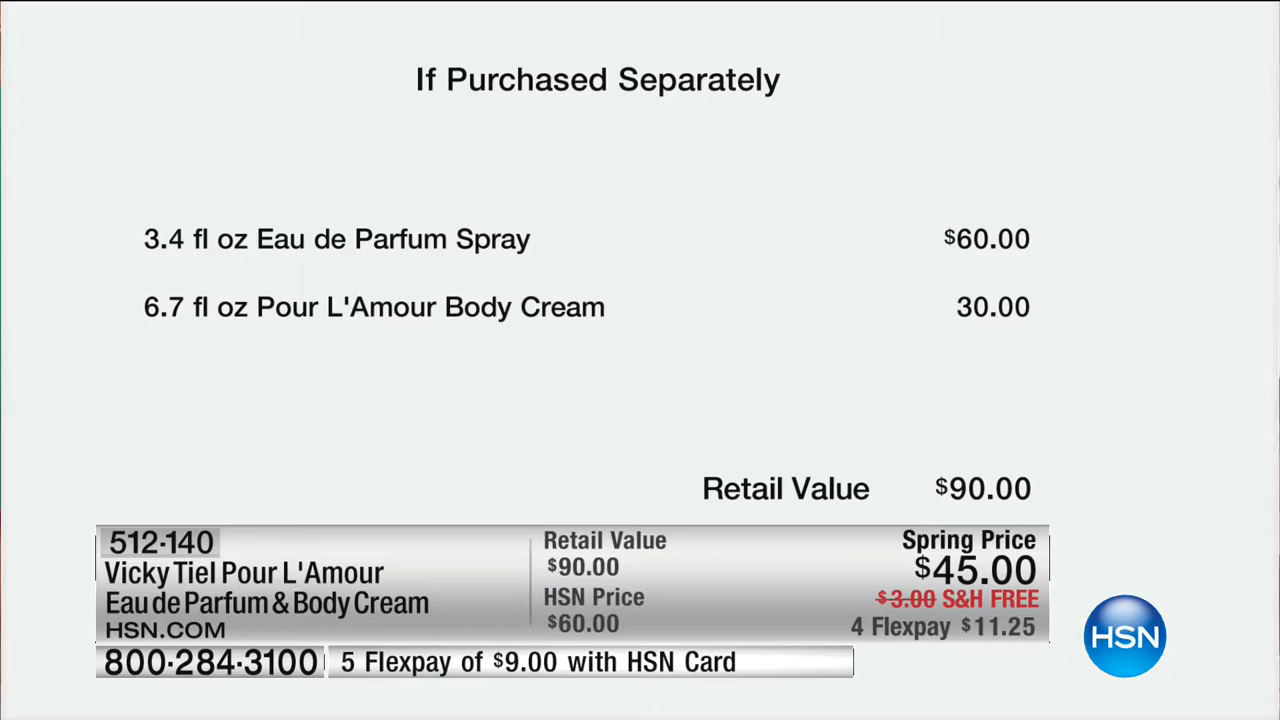 If Purchased Separately
3.4 fl oz Eau de Parfum Spray $60.00
6.7 fl oz Pour L'Amour Body Cream 30.00
Retail Value $90.00
512-140
Vicky Tiel Pour L'Amour
Eau de Parfum & Body Cream
HSN.COM
Retail Value
$90.00
HSN Price
$60.00
Spring Price
$45.00
$3.00 S&H FREE
4 Flexpay $11.25
800-284-3100
5 Flexpay of $9.00 with HSN Card
HSN